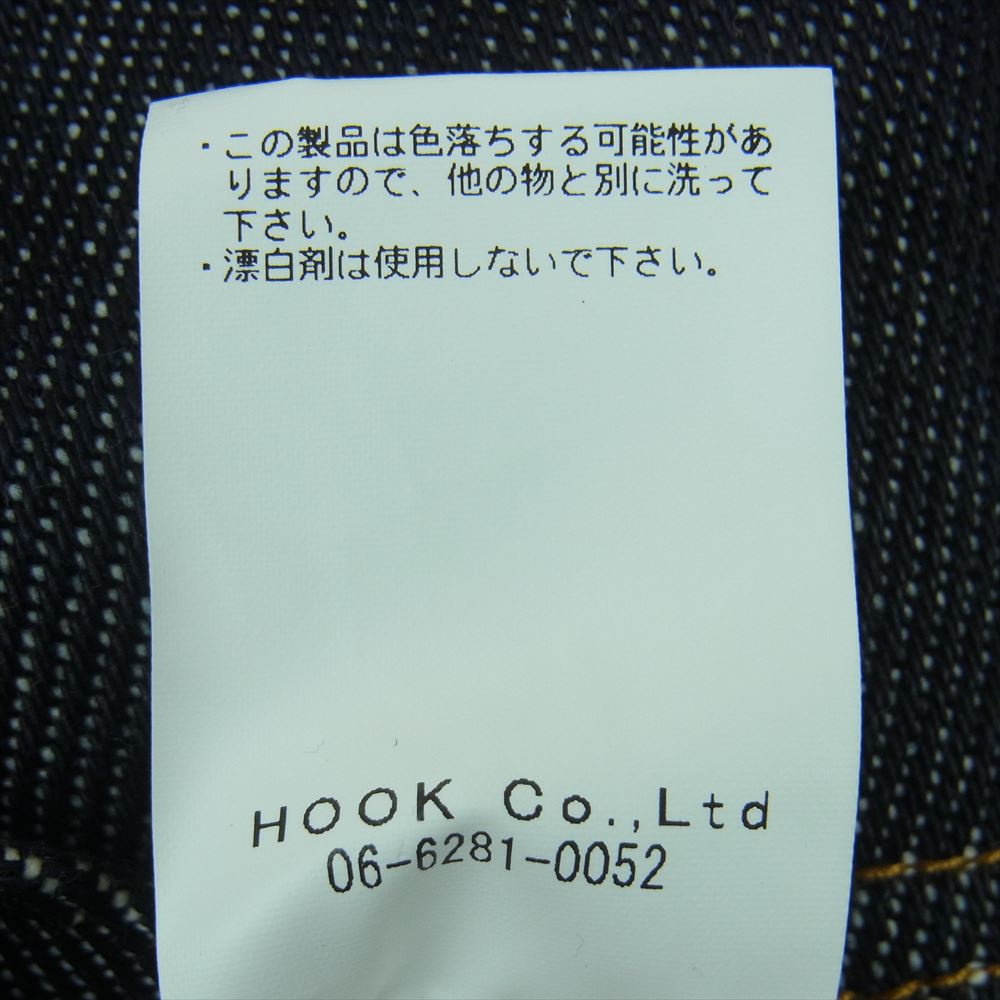 ・この製品は色落ちする可能性があ
りますので、他の物と別に洗って
下さい。
・漂白剤は使用しないで下さい。
HOOK Co.,Ltd
06-6281-0052